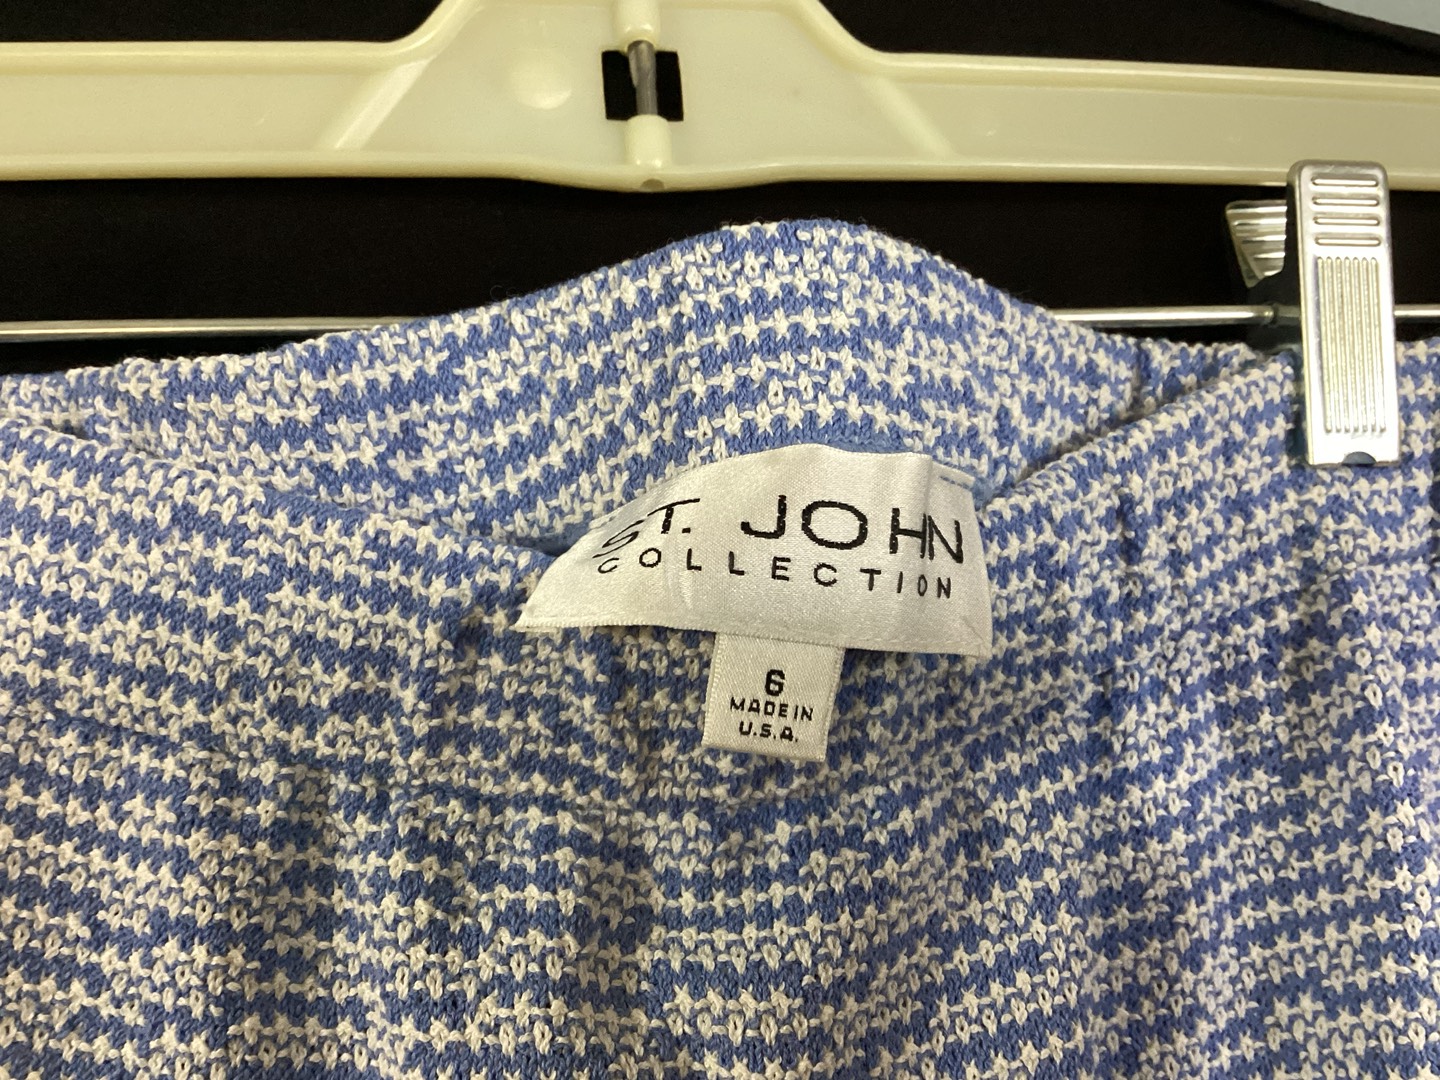 ST. JOHN
COLLECTION
6
MADE IN
U.S.A.